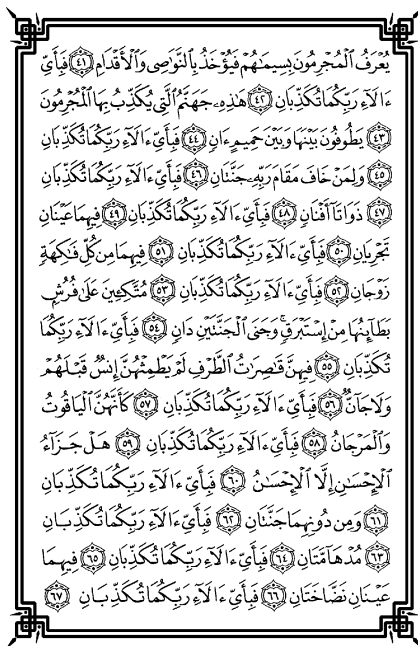 يُعْرَفُ ٱلْمُجْرِمُونَ بِسِيمَٰهُمْ فَيُؤْخَذُ بِٱلنَّوَٰصِى وَٱلْأَقْدَامِ ٤١ فَبِأَىِّ
ءَالَآءِ رَبِّكُمَا تُكَذِّبَانِ ٤٢ هَٰذِهِۦ جَهَنَّمُ ٱلَّتِى يُكَذِّبُ بِهَا ٱلْمُجْرِمُونَ
٤٣ يَطُوفُونَ بَيْنَهَا وَبَيْنَ حَمِيمٍ ءَانٍ ٤٤ فَبِأَىِّ ءَالَآءِ رَبِّكُمَا تُكَذِّبَانِ
٤٥ وَلِمَنْ خَافَ مَقَامَ رَبِّهِۦ جَنَّتَانِ ٤٦ فَبِأَىِّ ءَالَآءِ رَبِّكُمَا تُكَذِّبَانِ
٤٧ ذَوَاتَآ أَفْنَانٍ ٤٨ فَبِأَىِّ ءَالَآءِ رَبِّكُمَا تُكَذِّبَانِ ٤٩ فِيهِمَا عَيْنَانِ
تَجْرِيَانِ ٥٠ فَبِأَىِّ ءَالَآءِ رَبِّكُمَا تُكَذِّبَانِ ٥١ فِيهِمَا مِن كُلِّ فَٰكِهَةٍ
زَوْجَانِ ٥٢ فَبِأَىِّ ءَالَآءِ رَبِّكُمَا تُكَذِّبَانِ ٥٣ مُتَّكِـِٔينَ عَلَىٰ فُرُشٍۭ
بَطَآئِنُهَا مِنْ إِسْتَبْرَقٍ ۚ وَجَنَى ٱلْجَنَّتَيْنِ دَانٍ ٥٤ فَبِأَىِّ ءَالَآءِ رَبِّكُمَا
تُكَذِّبَانِ ٥٥ فِيهِنَّ قَٰصِرَٰتُ ٱلطَّرْفِ لَمْ يَطْمِثْهُنَّ إِنسٌ قَبْلَهُمْ
وَلَا جَآنٌّ ٥٦ فَبِأَىِّ ءَالَآءِ رَبِّكُمَا تُكَذِّبَانِ ٥٧ كَأَنَّهُنَّ ٱلْيَاقُوتُ
وَٱلْمَرْجَانُ ٥٨ فَبِأَىِّ ءَالَآءِ رَبِّكُمَا تُكَذِّبَانِ ٥٩ هَلْ جَزَآءُ
ٱلْإِحْسَٰنِ إِلَّا ٱلْإِحْسَٰنُ ٦٠ فَبِأَىِّ ءَالَآءِ رَبِّكُمَا تُكَذِّبَانِ
٦١ وَمِن دُونِهِمَا جَنَّتَانِ ٦٢ فَبِأَىِّ ءَالَآءِ رَبِّكُمَا تُكَذِّبَانِ
٦٣ مُدْهَآمَّتَانِ ٦٤ فَبِأَىِّ ءَالَآءِ رَبِّكُمَا تُكَذِّبَانِ ٦٥ فِيهِمَا
عَيْنَانِ نَضَّاخَتَانِ ٦٦ فَبِأَىِّ ءَالَآءِ رَبِّكُمَا تُكَذِّبَانِ ٦٧